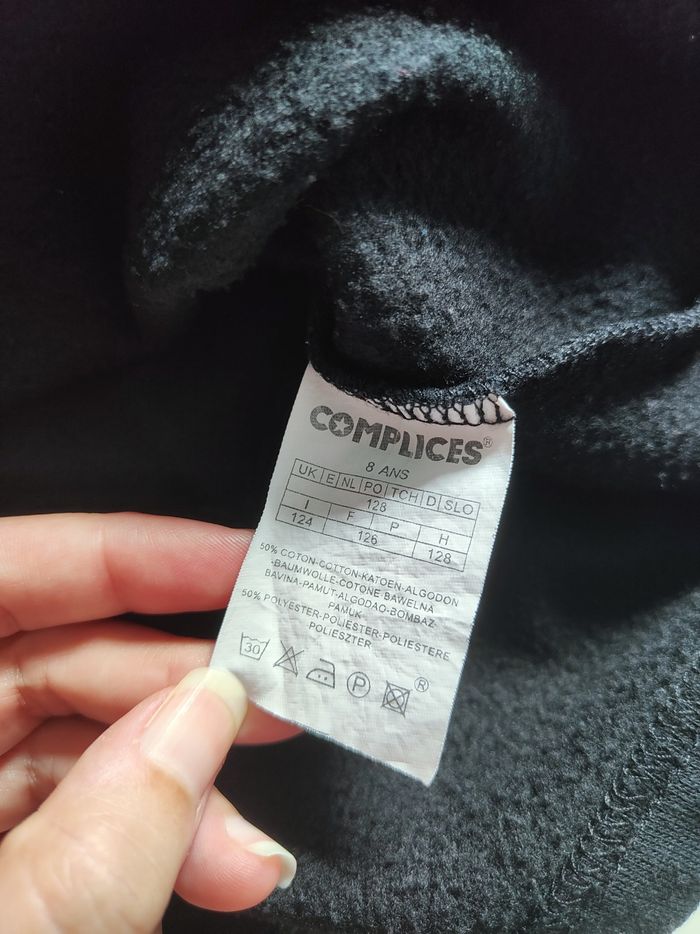 COMPLICES®
8 ANS
UK E NL PO TCH D SLO
128
I F P H
124 126 128
50% COTON-COTTON-KATOEN-ALGODON
-BAUMWOLLE-COTONE-BAWELNA
BAVINA-PAMUT-ALGODAO-BOMBAZ-
PAMUK
50% POLYESTER-POLIESTER-POLIESTERE
-POLIESZTER
30 P ®